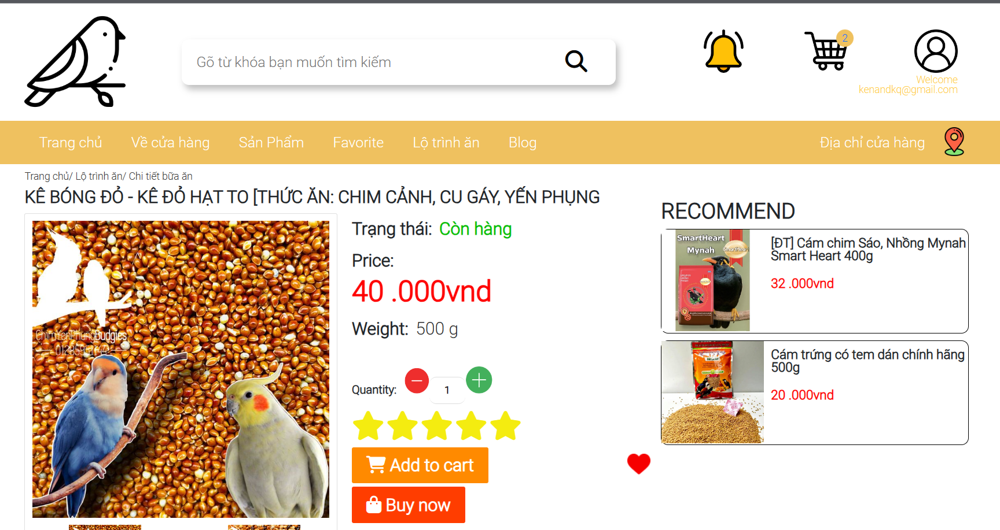 Gõ từ khóa bạn muốn tìm kiếm
2
Welcome
kenandkq@gmail.com
Trang chủ
Về cửa hàng
Sản Phẩm
Favorite
Lộ trình ăn
Blog
Địa chỉ cửa hàng
Trang chủ/ Lộ trình ăn/ Chi tiết bữa ăn
KÊ BÓNG ĐỎ - KÊ ĐỎ HẠT TO [THỨC ĂN: CHIM CẢNH, CU GÁY, YẾN PHỤNG
ChimYenPhungBudgies
Trạng thái: Còn hàng
Price:
40 .000vnd
Weight: 500 g
Quantity:
1
Add to cart
Buy now
RECOMMEND
SmartHeart
Mynah
SmartHeart
[ĐT] Cám chim Sáo, Nhồng Mynah
Smart Heart 400g
32 .000vnd
Cám trứng có tem dán chính hãng
500g
20 .000vnd